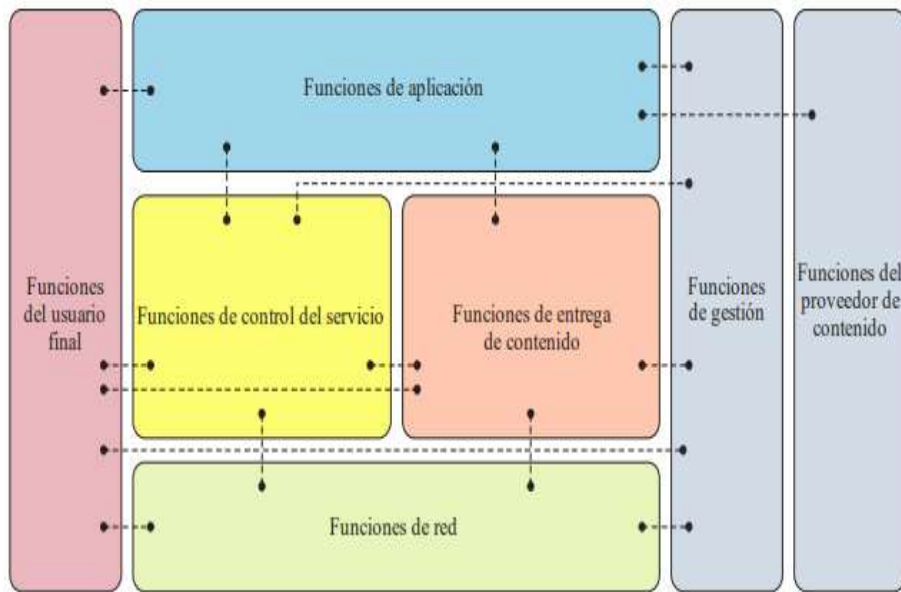 Funciones de aplicación
Funciones
del usuario
final
Funciones de control del servicio
Funciones de entrega
de contenido
Funciones
de gestión
Funciones del
proveedor de
contenido
Funciones de red